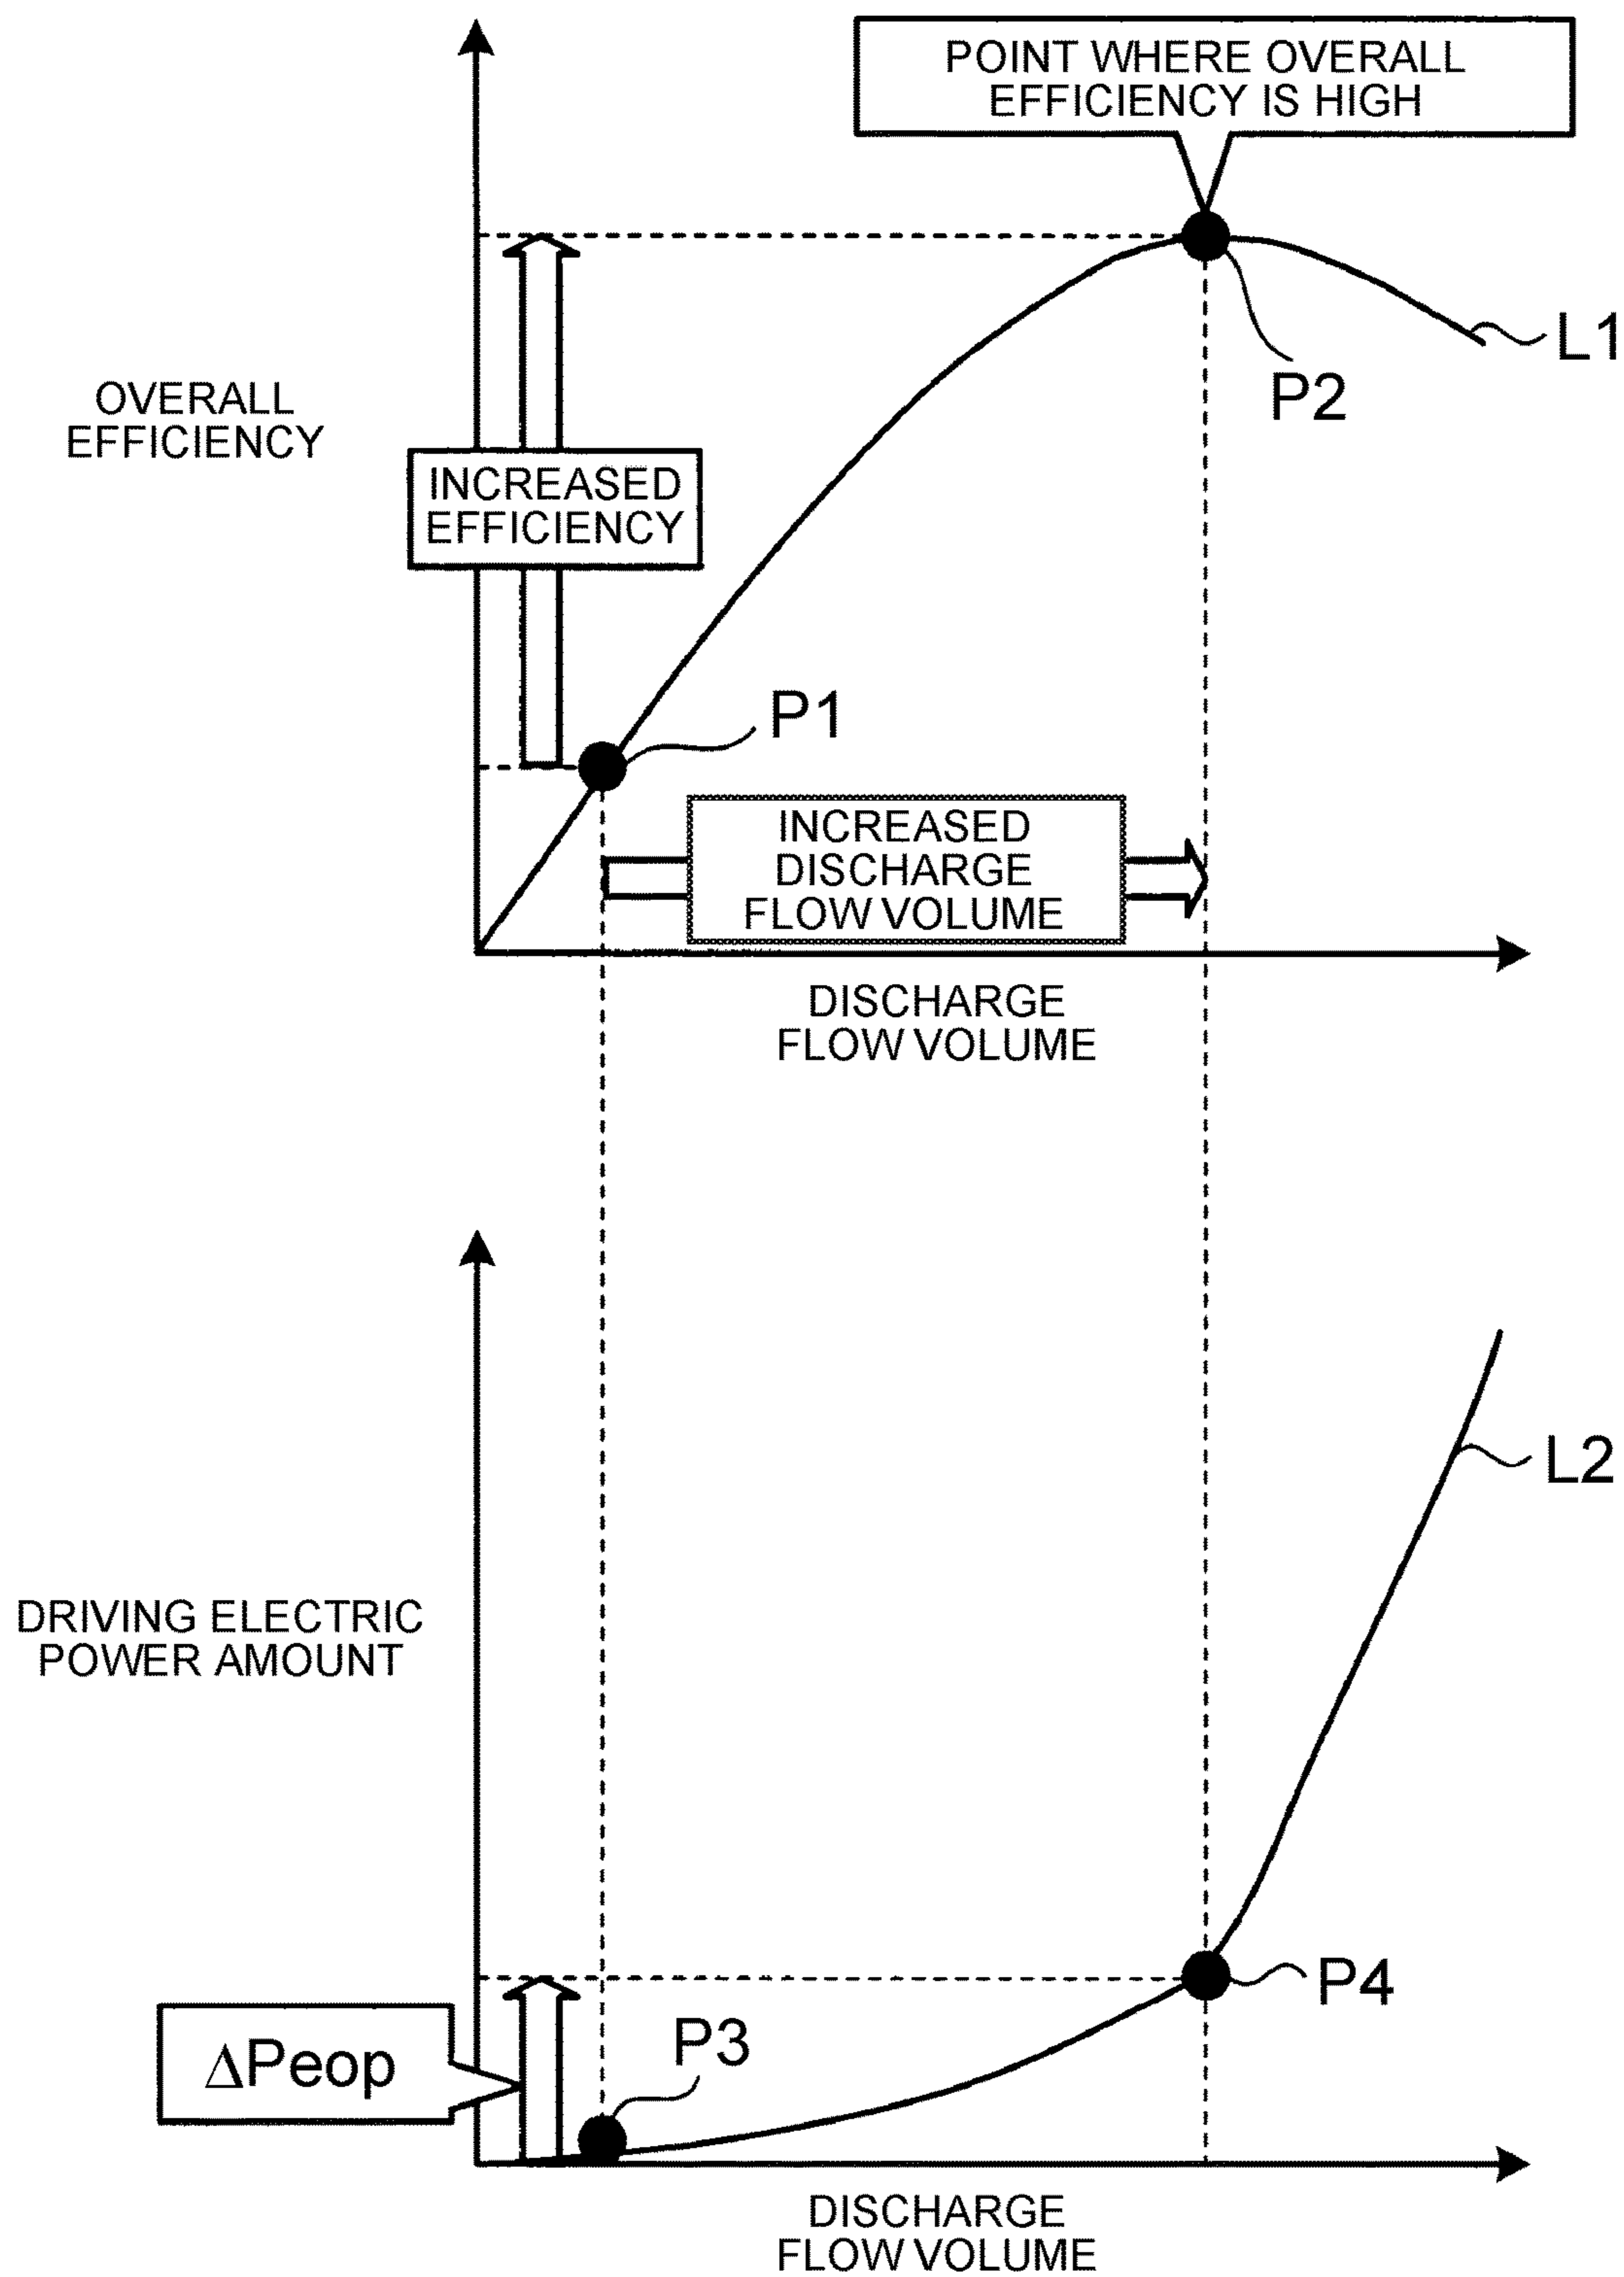 POINT WHERE OVERALL
EFFICIENCY IS HIGH
L1
P2
OVERALL
EFFICIENCY
INCREASED
EFFICIENCY
P1
INCREASED
DISCHARGE
FLOW VOLUME
DISCHARGE
FLOW VOLUME
L2
DRIVING ELECTRIC
POWER AMOUNT
P4
P3
ΔPeop
DISCHARGE
FLOW VOLUME